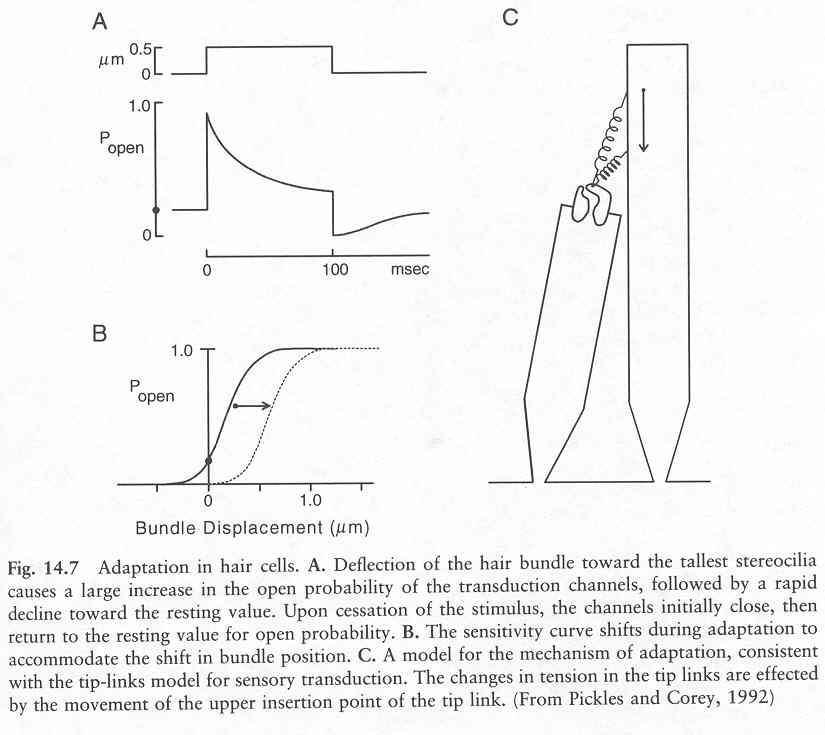 A
C
μm 0.5
0
1.0
Popen
0
0 100 msec
B
1.0
Popen
0 1.0
Bundle Displacement (μm)
Fig. 14.7 Adaptation in hair cells. A. Deflection of the hair bundle toward the tallest stereocilia
causes a large increase in the open probability of the transduction channels, followed by a rapid
decline toward the resting value. Upon cessation of the stimulus, the channels initially close, then
return to the resting value for open probability. B. The sensitivity curve shifts during adaptation to
accommodate the shift in bundle position. C. A model for the mechanism of adaptation, consistent
with the tip-links model for sensory transduction. The changes in tension in the tip links are effected
by the movement of the upper insertion point of the tip link. (From Pickles and Corey, 1992)